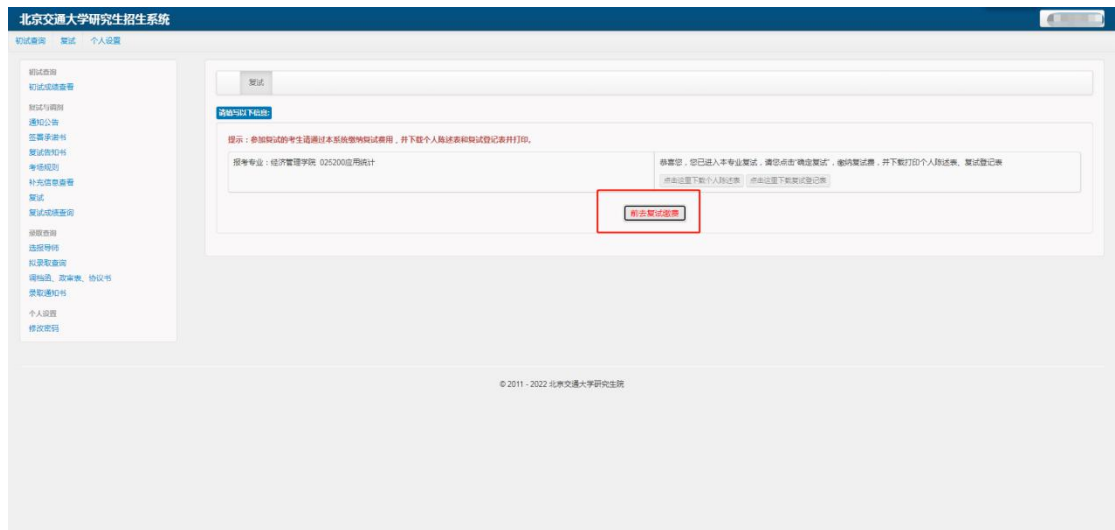 北京交通大学研究生招生系统
初试查询 复试 个人设置
初试查询
初试成绩查看
复试与调剂
通知公告
签署承诺书
复试告知书
考场规则
补充信息查看
复试
复试成绩查询
录取查询
选报导师
拟录取查询
调档函、政审表、协议书
录取通知书
个人设置
修改密码
复试
请填写以下信息:
提示：参加复试的考生请通过本系统缴纳复试费用，并下载个人陈述表和复试登记表并打印。
报考专业：经济管理学院 025200应用统计
恭喜您，您已进入本专业复试，请您点击"确定复试"，缴纳复试费，并下载打印个人陈述表、复试登记表
点击这里下载个人陈述表 点击这里下载复试登记表
前去复试缴费
© 2011 - 2022 北京交通大学研究生院